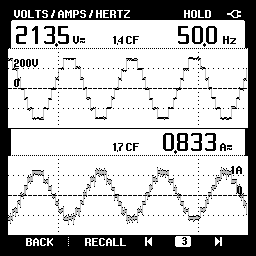 VOLTS/AMPS/HERTZ HOLD
213.5 V≂ 1.4 CF 50.0 Hz
200V
0
1.7 CF 0.833 A≂
1A
0
BACK RECALL 3